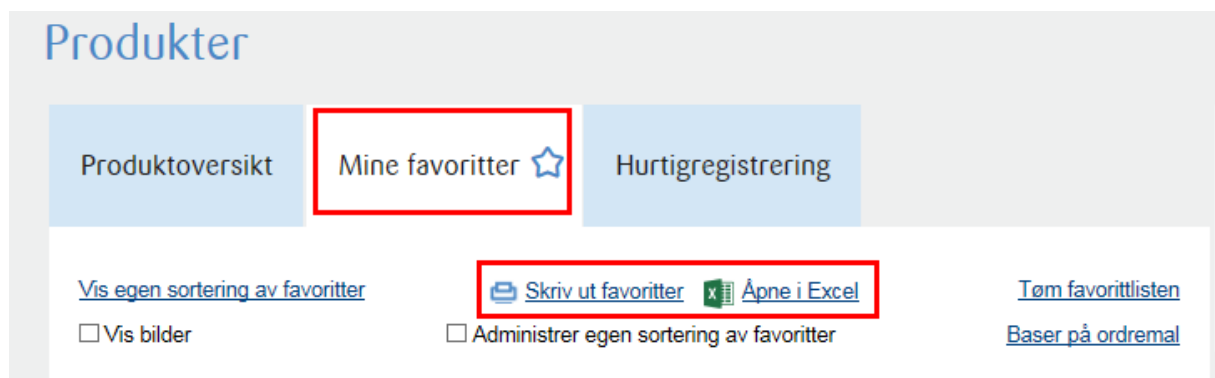 Produkter
Produktoversikt Mine favoritter Hurtigregistrering
Vis egen sortering av favoritter Skriv ut favoritter Åpne i Excel Tøm favorittlisten
Vis bilder Administrer egen sortering av favoritter Baser på ordremal